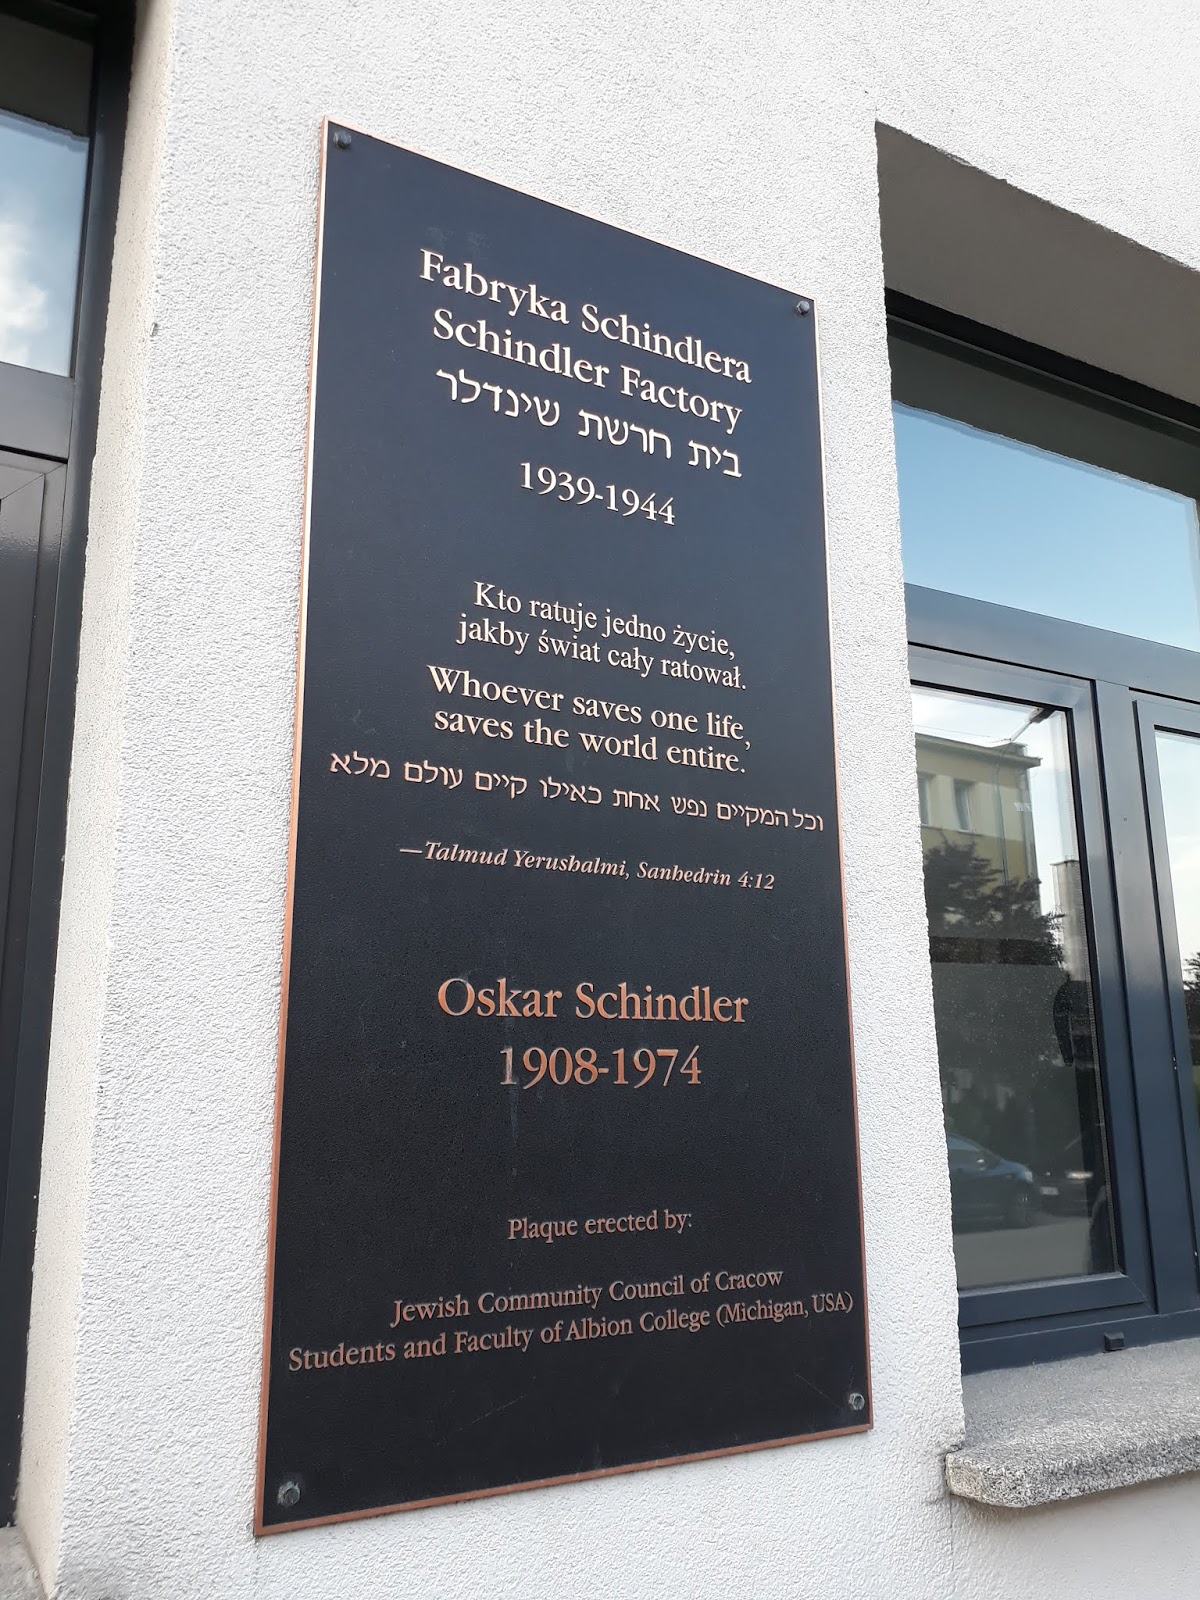 Fabryka Schindlera
Schindler Factory
בית חרשת שינדלר
1939-1944
Kto ratuje jedno życie,
jakby świat cały ratował.
Whoever saves one life,
saves the world entire.
וכל המקיים נפש אחת כאילו קיים עולם מלא
—Talmud Yerushalmi, Sanhedrin 4:12
Oskar Schindler
1908-1974
Plaque erected by:
Jewish Community Council of Cracow
Students and Faculty of Albion College (Michigan, USA)